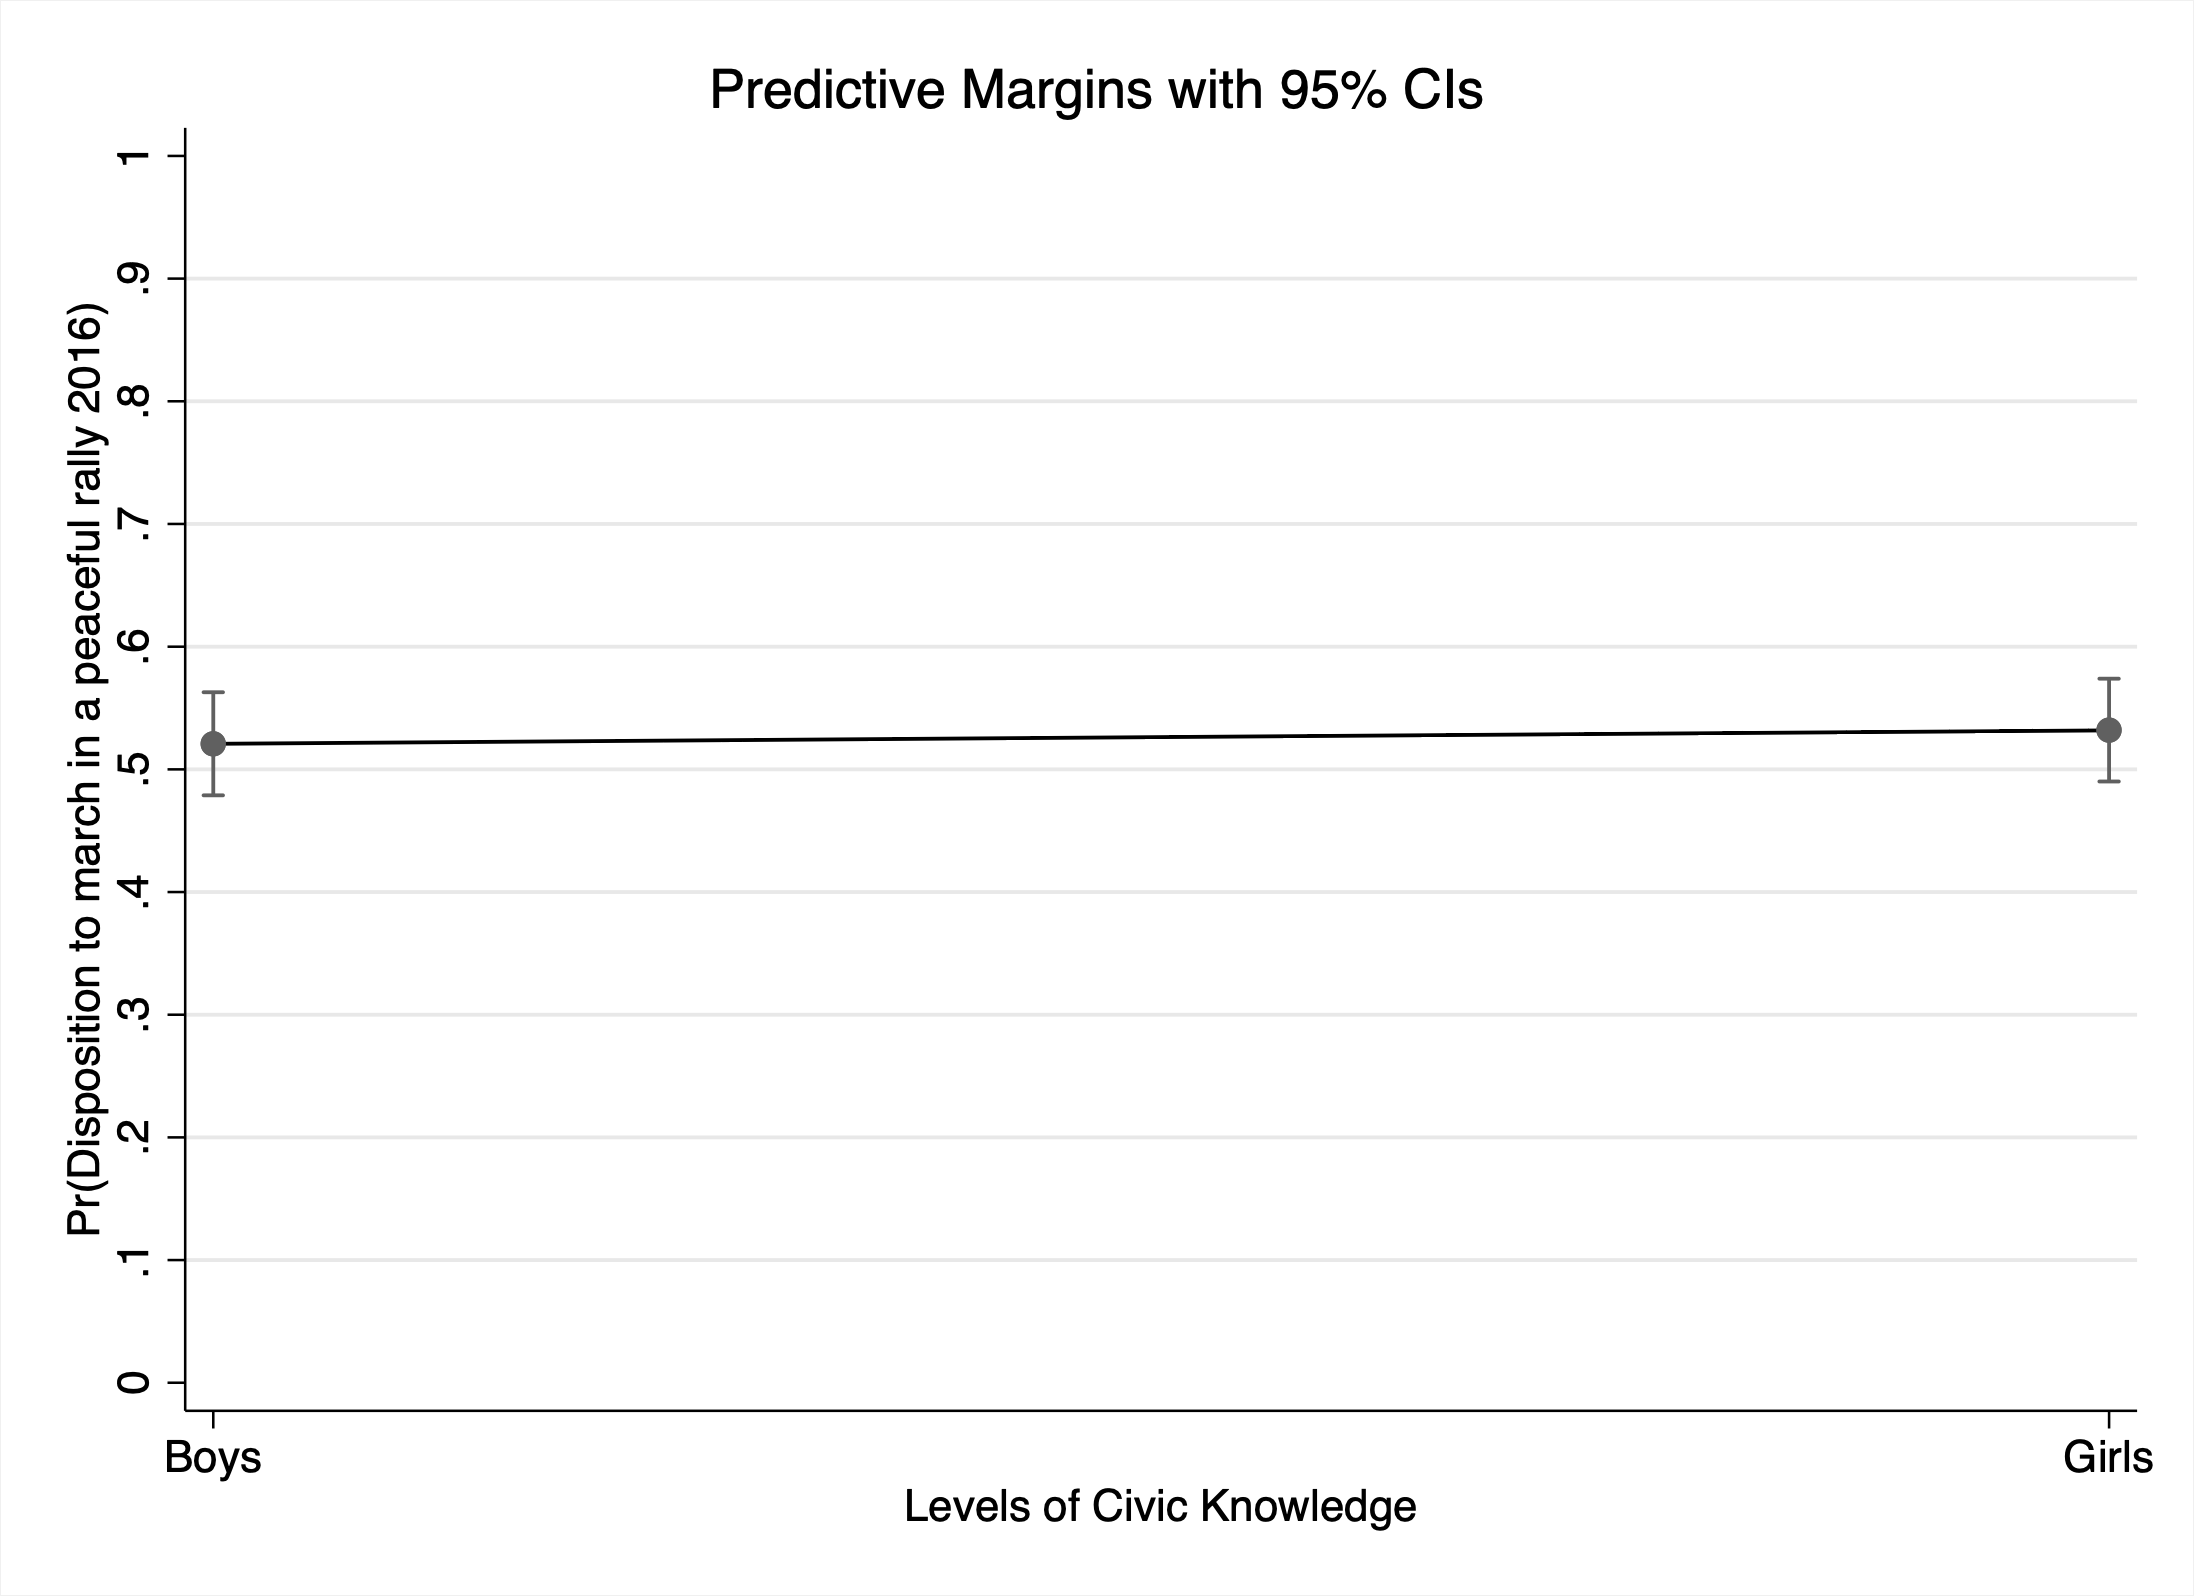 Predictive Margins with 95% CIs
Pr(Disposition to march in a peaceful rally 2016)
1
.9
.8
.7
.6
.5
.4
.3
.2
.1
0
Boys
Girls
Levels of Civic Knowledge